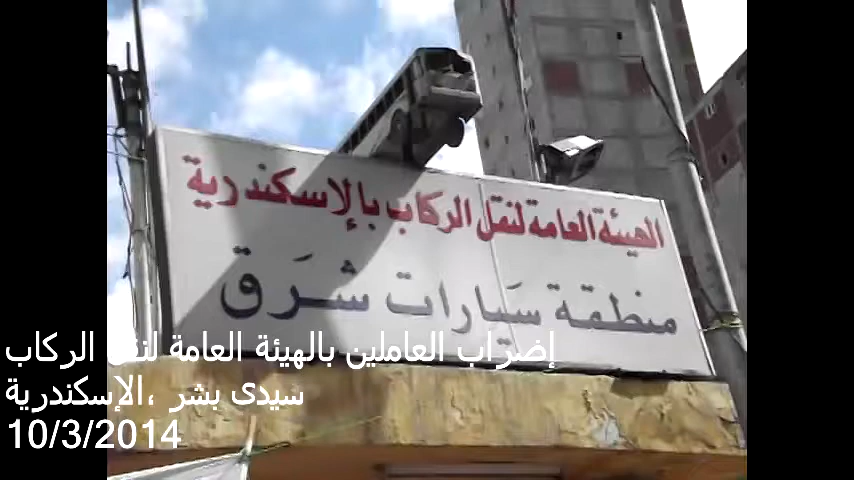 الهيئة العامة لنقل الركاب بالإسكندرية
منطقة سيارات شرق
إضراب العاملين بالهيئة العامة لنقل الركاب
سيدى بشر ،الإسكندرية
10/3/2014